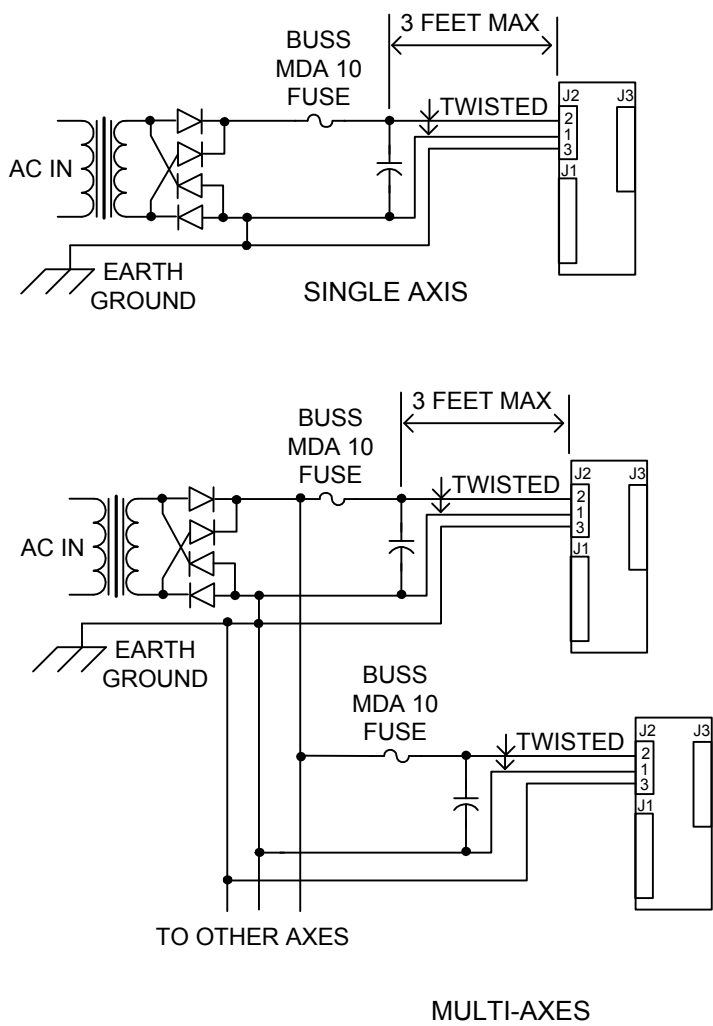 3 FEET MAX
BUSS
MDA 10
FUSE
TWISTED
J2
J3
2
1
3
J1
AC IN
EARTH
GROUND
SINGLE AXIS
3 FEET MAX
BUSS
MDA 10
FUSE
TWISTED
J2
J3
2
1
3
J1
AC IN
EARTH
GROUND
BUSS
MDA 10
FUSE
TWISTED
J2
J3
2
1
3
J1
TO OTHER AXES
MULTI-AXES